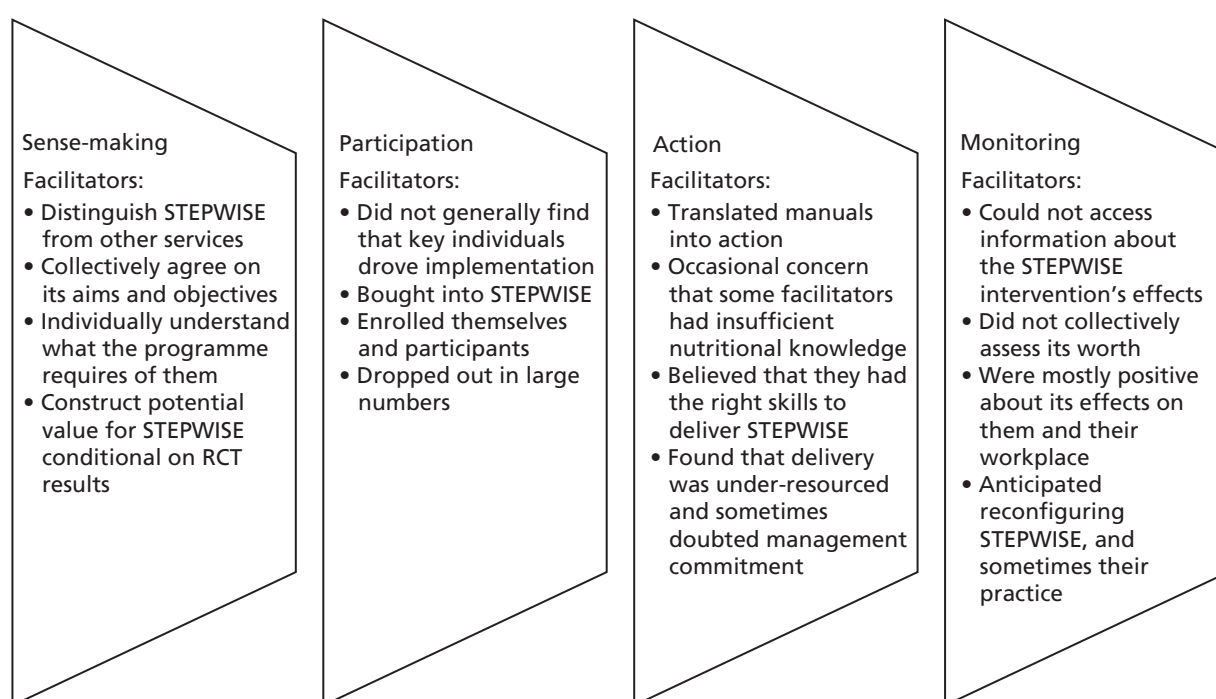 Sense-making
Facilitators:
• Distinguish STEPWISE
from other services
• Collectively agree on
its aims and objectives
• Individually understand
what the programme
requires of them
• Construct potential
value for STEPWISE
conditional on RCT
results
Participation
Facilitators:
• Did not generally find
that key individuals
drove implementation
• Bought into STEPWISE
• Enrolled themselves
and participants
• Dropped out in large
numbers
Action
Facilitators:
• Translated manuals
into action
• Occasional concern
that some facilitators
had insufficient
nutritional knowledge
• Believed that they had
the right skills to
deliver STEPWISE
• Found that delivery
was under-resourced
and sometimes
doubted management
commitment
Monitoring
Facilitators:
• Could not access
information about
the STEPWISE
intervention’s effects
• Did not collectively
assess its worth
• Were mostly positive
about its effects on
them and their
workplace
• Anticipated
reconfiguring
STEPWISE, and
sometimes their
practice